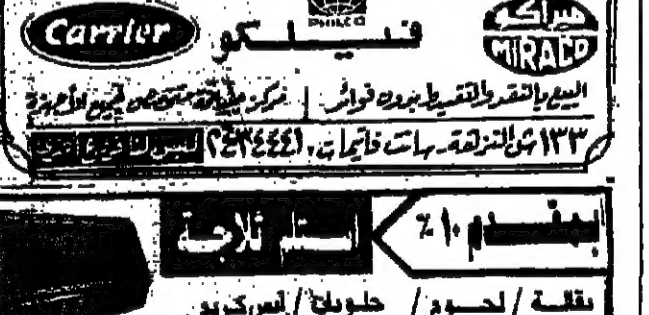 Carrier
PHILCO
فيلكو
ميراكو
MIRACO
البيع بالنقد والتقسيط بدون فوائد | مركز صيانة لجميع الأجهزة
١٣٣ ش النزهة
بمقدم ١٠٪
استلم ثلاجة
بقالة / لحوم / حلويات / آيس كريم